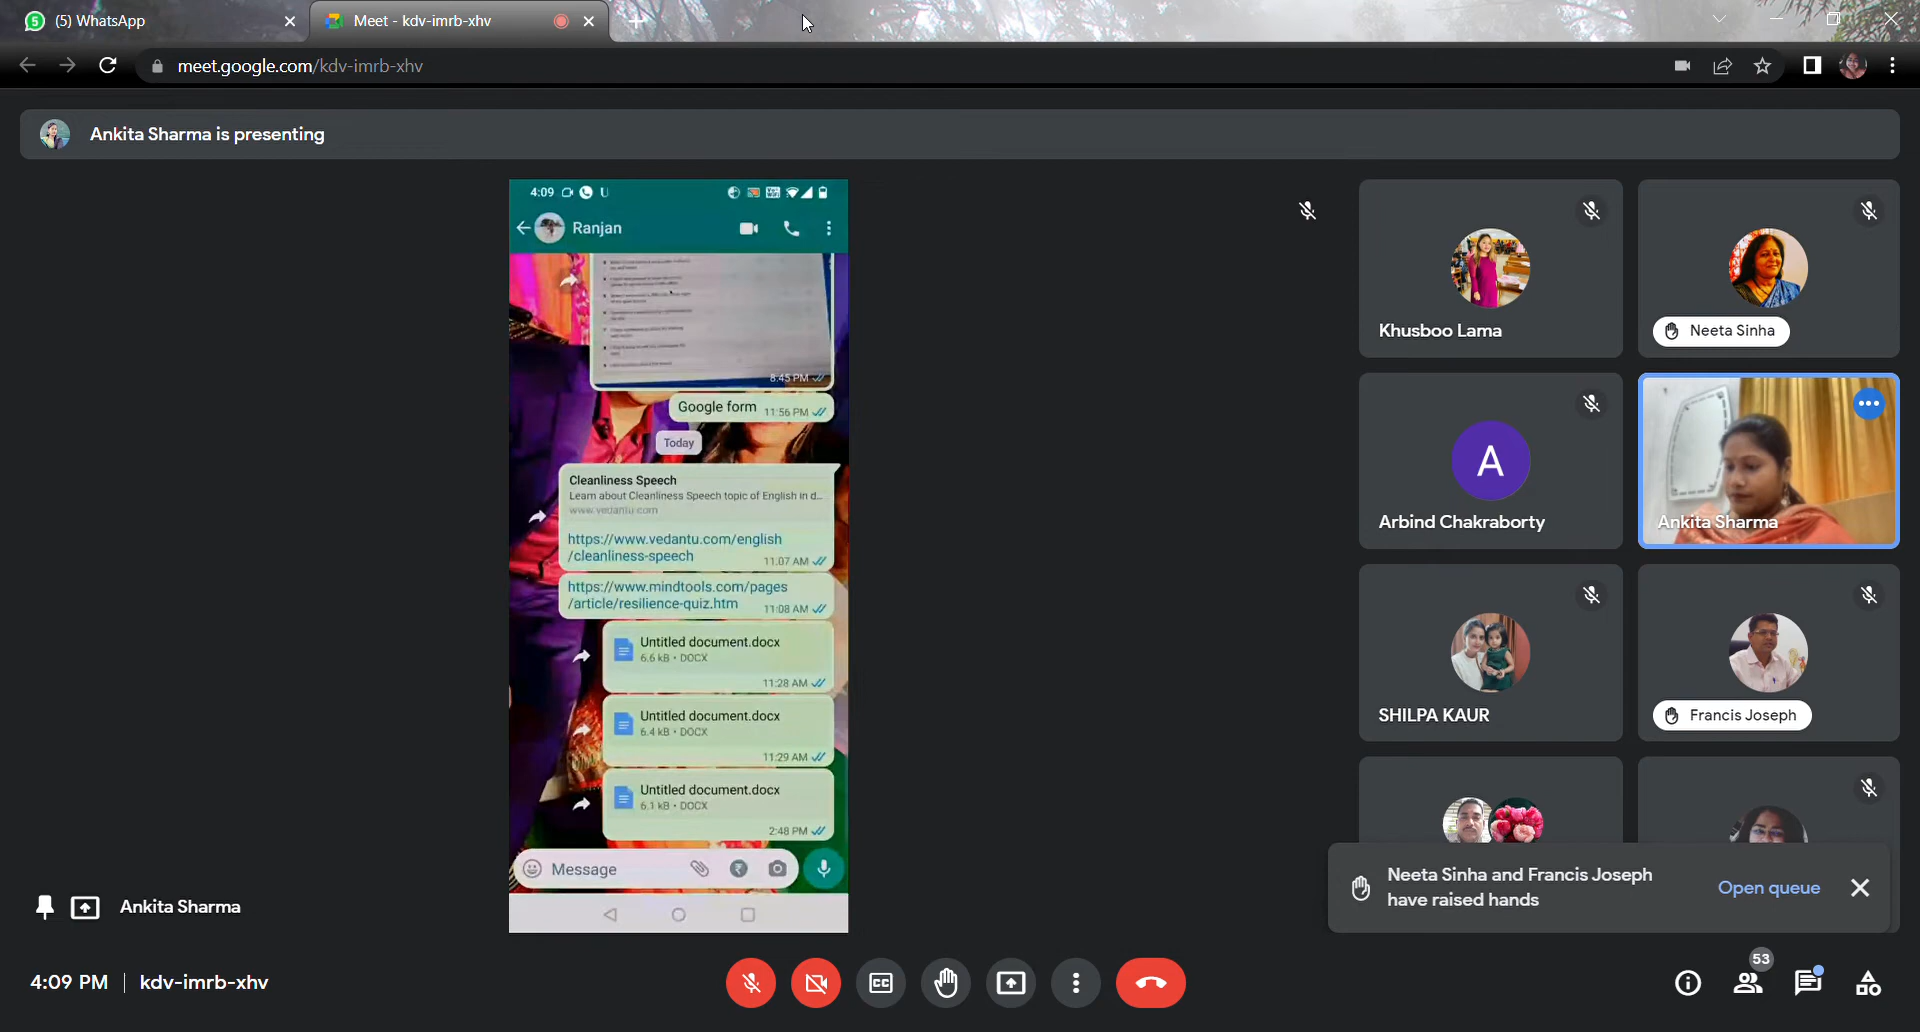 (5) WhatsApp
Meet - kdv-imrb-xhv
meet.google.com/kdv-imrb-xhv
Ankita Sharma is presenting
4:09
Ranjan
8:45 PM
Google form 11:56 PM
Today
Cleanliness Speech
Learn about Cleanliness Speech topic of English in d...
www.vedantu.com
https://www.vedantu.com/english
/cleanliness-speech 11:07 AM
https://www.mindtools.com/pages
/article/resilience-quiz.htm 11:08 AM
Untitled document.docx
6.6 kB • DOCX
11:28 AM
Untitled document.docx
6.4 kB • DOCX
11:29 AM
Untitled document.docx
6.1 kB • DOCX
2:48 PM
Message
Khusboo Lama
Neeta Sinha
A
Arbind Chakraborty
Ankita Sharma
SHILPA KAUR
Francis Joseph
Neeta Sinha and Francis Joseph
have raised hands
Open queue
Ankita Sharma
4:09 PM | kdv-imrb-xhv
CC
53